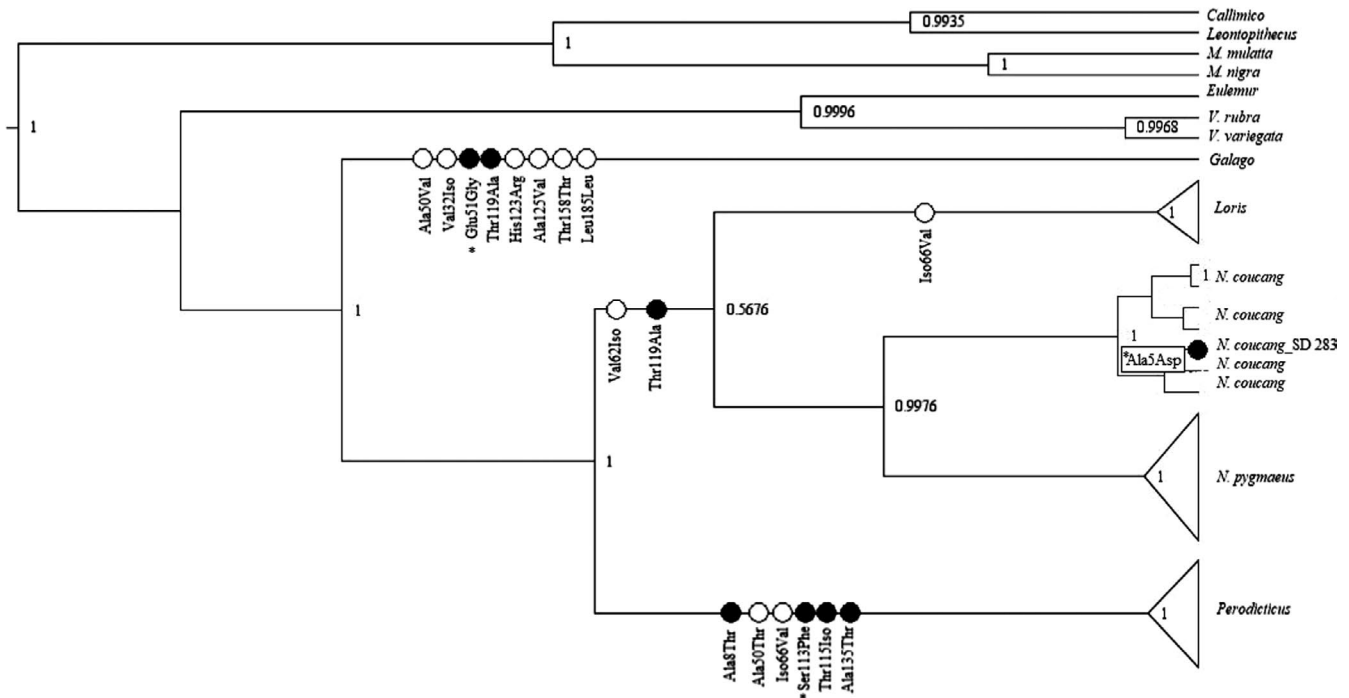 Callimico
0.9935
Leontopithecus
1
M. mulatta
1
M. nigra
Eulemur
1
0.9996
V. rubra
0.9968
V. variegata
Galago
Ala50Val
Val32Iso
* Glu51Gly
Thr119Ala
His123Arg
Ala125Val
Thr158Thr
Leu185Leu
1
Loris
Iso66Val
1
N. coucang
1
0.5676
N. coucang
1
N. coucang_SD 283
*Ala5Asp
N. coucang
N. coucang
Val62Iso
Thr119Ala
0.9976
1
1
N. pygmaeus
1
Perodicticus
Ala8Thr
Ala50Thr
Iso66Val
*Ser113Phe
Thr115Iso
Ala135Thr